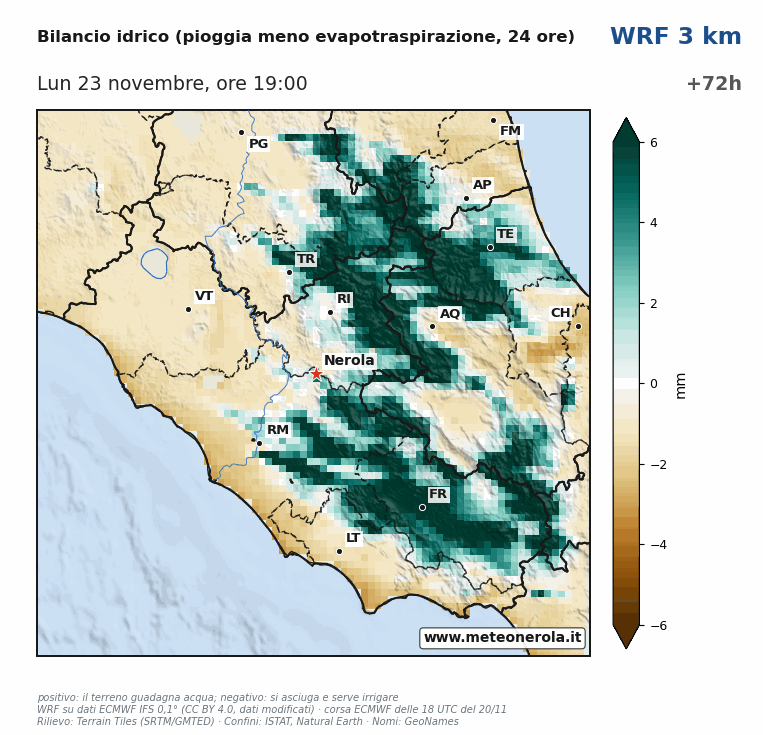 Bilancio idrico (pioggia meno evapotraspirazione, 24 ore)
WRF 3 km
Lun 23 novembre, ore 19:00
+72h
FM
PG
AP
TE
TR
VT
RI
AQ
CH
Nerola
RM
FR
LT
www.meteonerola.it
6
4
2
0
−2
−4
−6
mm
positivo: il terreno guadagna acqua; negativo: si asciuga e serve irrigare
WRF su dati ECMWF IFS 0,1° (CC BY 4.0, dati modificati) · corsa ECMWF delle 18 UTC del 20/11
Rilievo: Terrain Tiles (SRTM/GMTED) · Confini: ISTAT, Natural Earth · Nomi: GeoNames